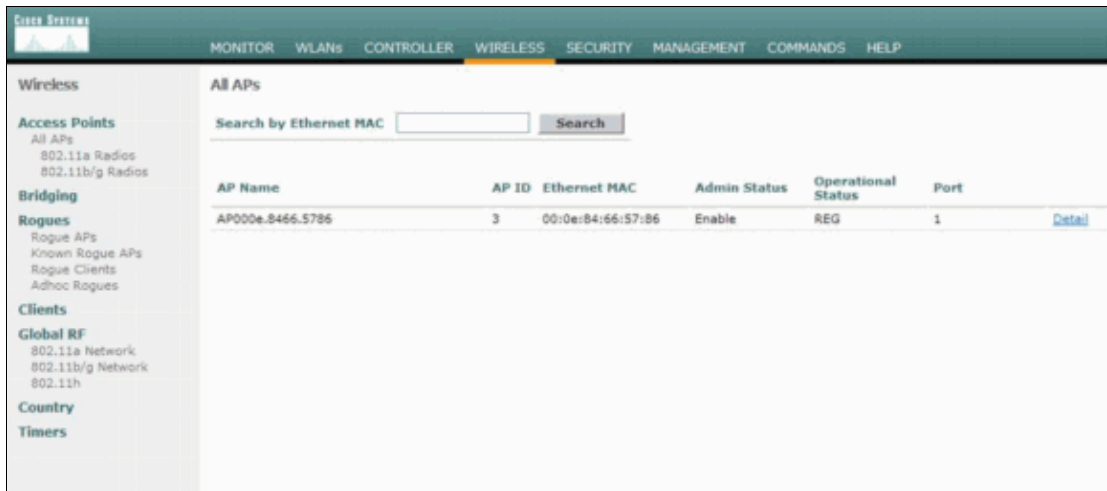 CISCO SYSTEMS
MONITOR WLANs CONTROLLER WIRELESS SECURITY MANAGEMENT COMMANDS HELP
Wireless
Access Points
All APs
802.11a Radios
802.11b/g Radios
Bridging
Rogues
Rogue APs
Known Rogue APs
Rogue Clients
Adhoc Rogues
Clients
Global RF
802.11a Network
802.11b/g Network
802.11h
Country
Timers
All APs
Search by Ethernet MAC Search
AP Name AP ID Ethernet MAC Admin Status Operational Status Port
AP000e.8466.5786 3 00:0e:84:66:57:86 Enable REG 1 Detail